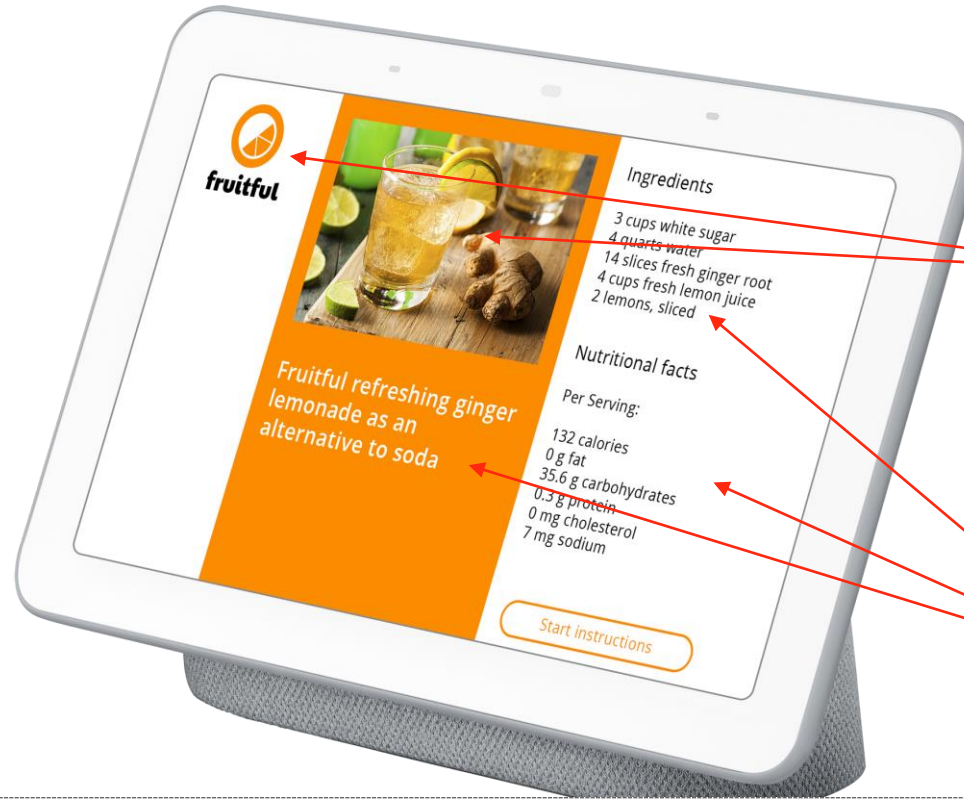 fruitful
Fruitful refreshing ginger
lemonade as an
alternative to soda
Ingredients
3 cups white sugar
4 quarts water
14 slices fresh ginger root
4 cups fresh lemon juice
2 lemons, sliced
Nutritional facts
Per Serving:
132 calories
0 g fat
35.6 g carbohydrates
0.3 g protein
0 mg cholesterol
7 mg sodium
Start instructions